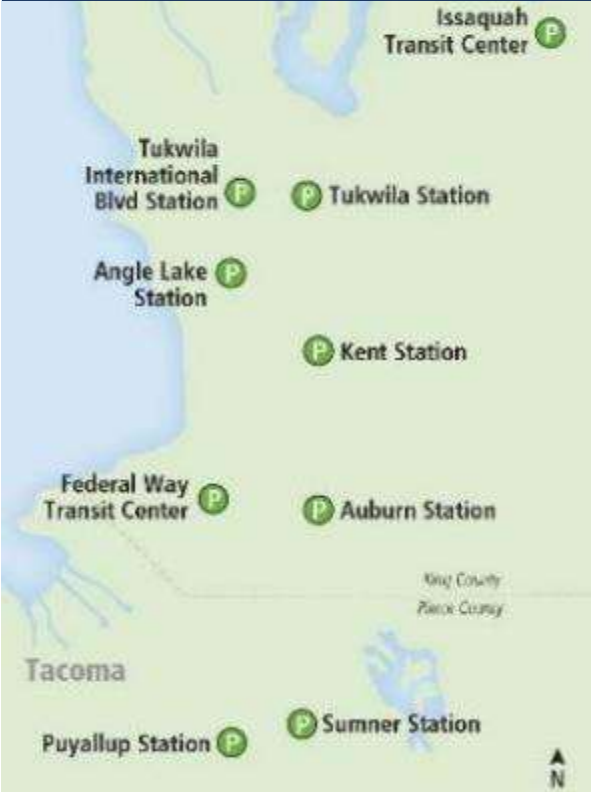 Issaquah
Transit Center
P
Tukwila
International
Blvd Station
P
P
Tukwila Station
Angle Lake
Station
P
P
Kent Station
Federal Way
Transit Center
P
P
Auburn Station
King County
Pierce County
Tacoma
P
Sumner Station
Puyallup Station
P
N